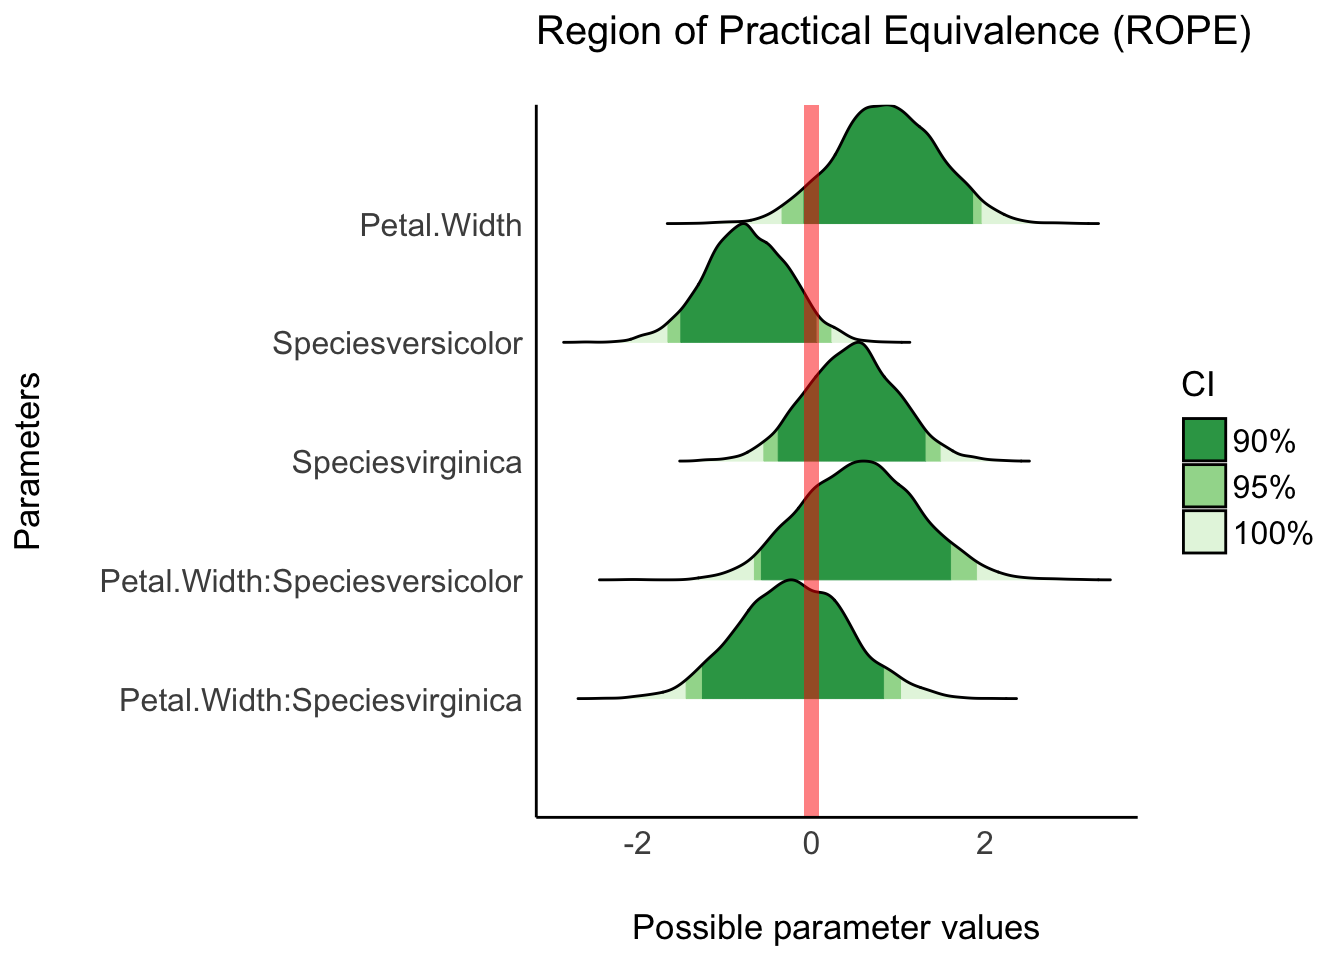 Region of Practical Equivalence (ROPE)
Parameters
Petal.Width
Speciesversicolor
Speciesvirginica
Petal.Width:Speciesversicolor
Petal.Width:Speciesvirginica
-2 0 2
Possible parameter values
CI
90%
95%
100%